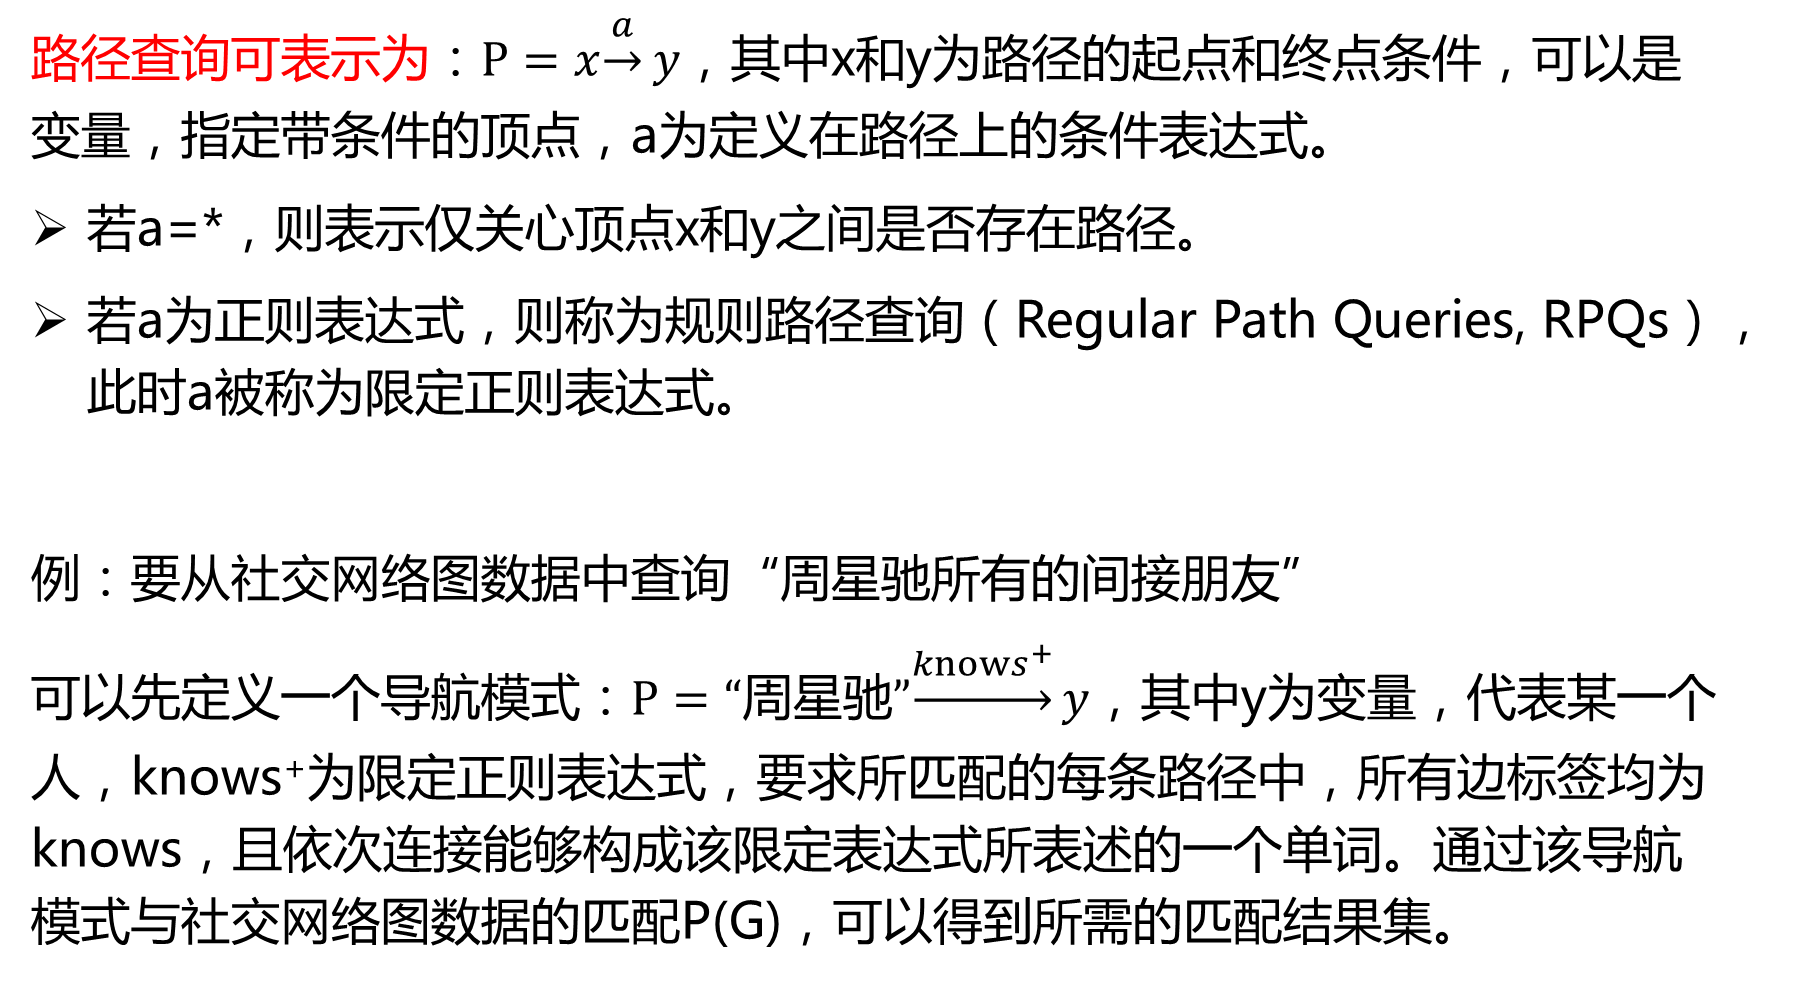 路径查询可表示为：P = x →ᵃ y，其中x和y为路径的起点和终点条件，可以是
变量，指定带条件的顶点，a为定义在路径上的条件表达式。
➢ 若a=*，则表示仅关心顶点x和y之间是否存在路径。
➢ 若a为正则表达式，则称为规则路径查询（Regular Path Queries, RPQs），
此时a被称为限定正则表达式。
例：要从社交网络图数据中查询“周星驰所有的间接朋友”
可以先定义一个导航模式：P = “周星驰” →ᵏⁿᵒʷˢ⁺ y，其中y为变量，代表某一个
人，knows⁺为限定正则表达式，要求所匹配的每条路径中，所有边标签均为
knows，且依次连接能够构成该限定表达式所表述的一个单词。通过该导航
模式与社交网络图数据的匹配P(G)，可以得到所需的匹配结果集。